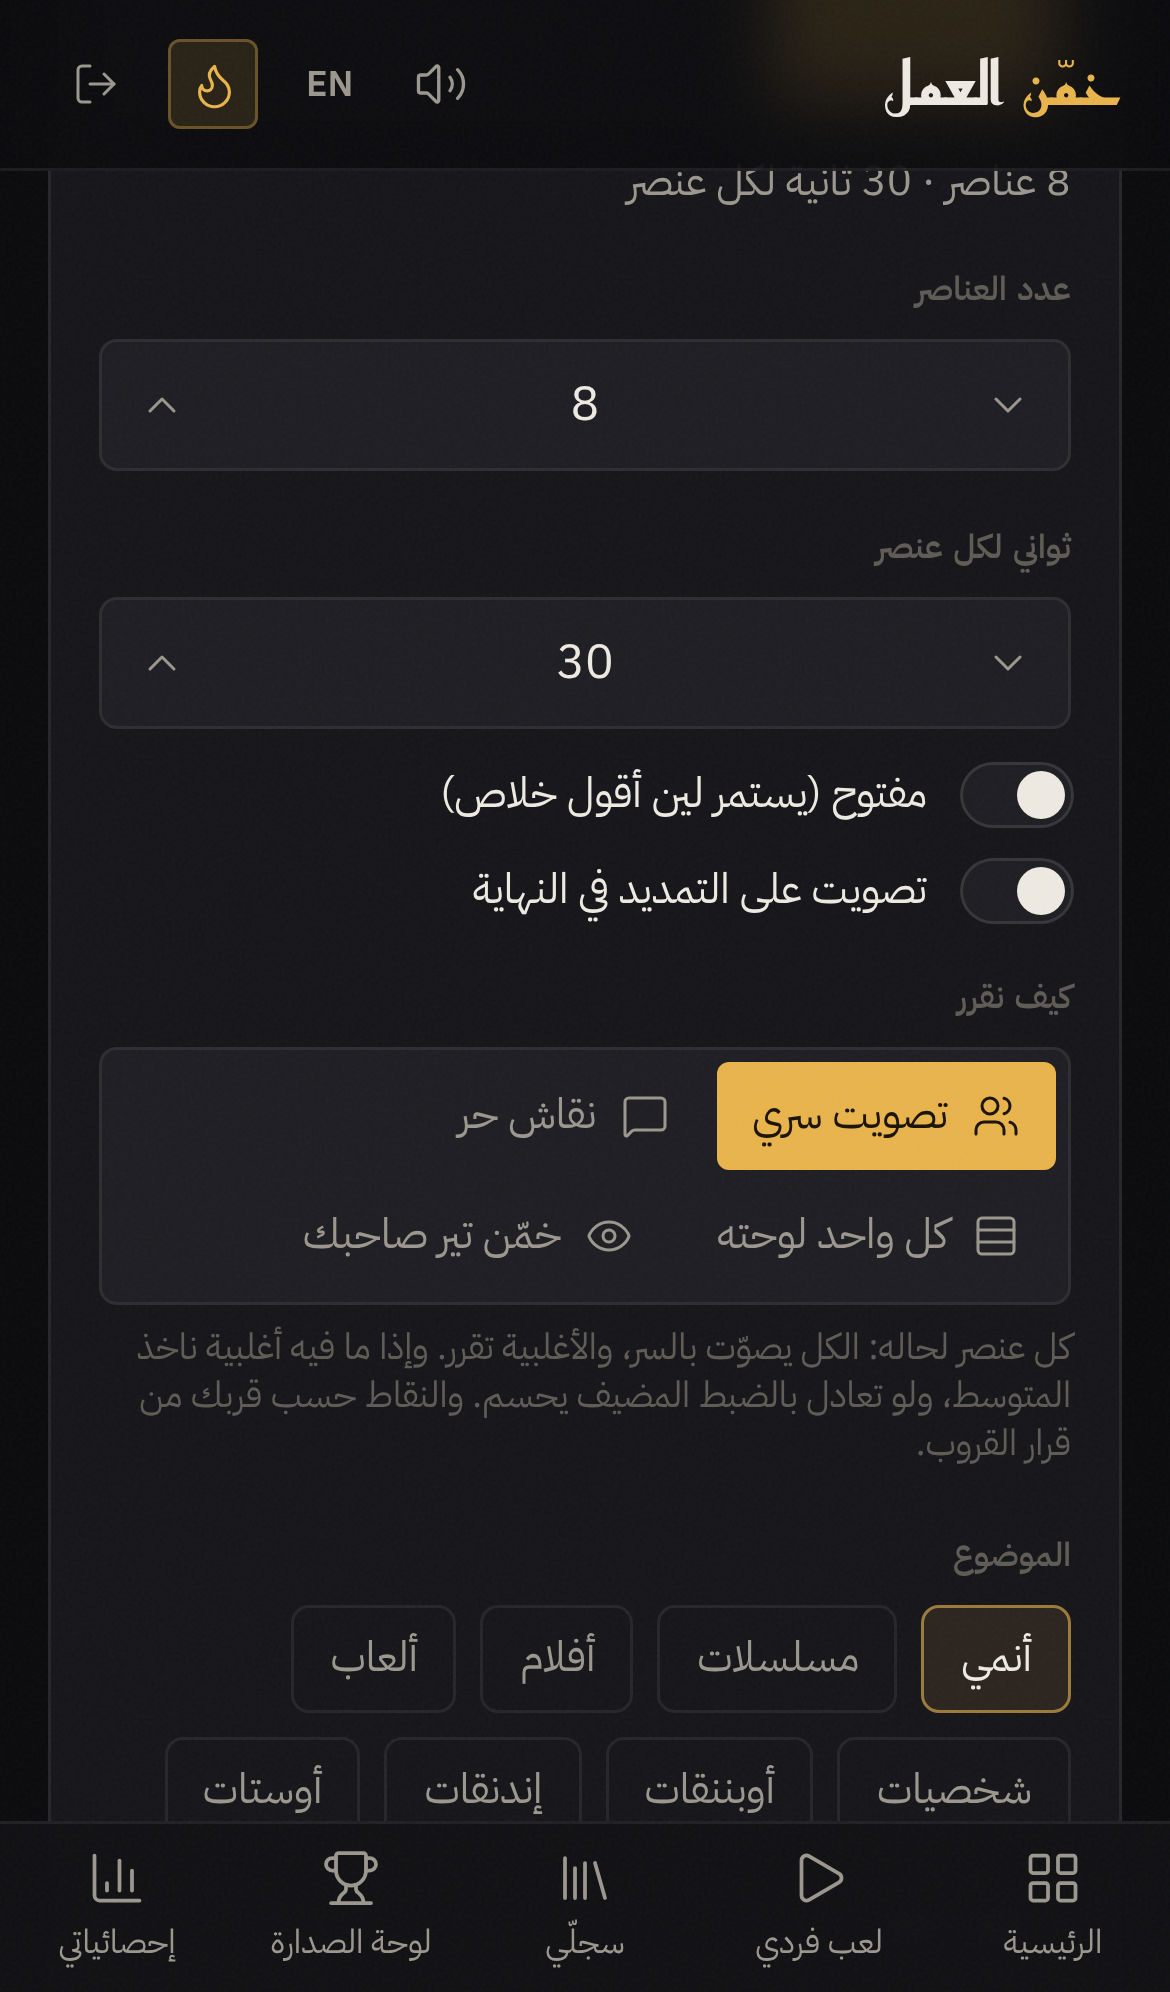 خمّن العمل
EN
8 عناصر · 30 ثانية لكل عنصر
عدد العناصر
8
ثواني لكل عنصر
30
مفتوح (يستمر لين أقول خلاص)
تصويت على التمديد في النهاية
كيف نقرر
تصويت سري نقاش حر
كل واحد لوحته خمّن تير صاحبك
كل عنصر لحاله: الكل يصوّت بالسر، والأغلبية تقرر. وإذا ما فيه أغلبية ناخذ
المتوسط، ولو تعادل بالضبط المضيف يحسم. والنقاط حسب قربك من
قرار القروب.
الموضوع
أنمي مسلسلات أفلام ألعاب
شخصيات أوبننقات إندنقات أوستات
الرئيسية لعب فردي سجلّي لوحة الصدارة إحصائياتي